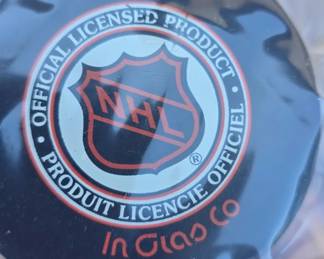 OFFICIAL LICENSED PRODUCT
NHL
®
• PRODUIT LICENCIE OFFICIEL •
In Glas Co